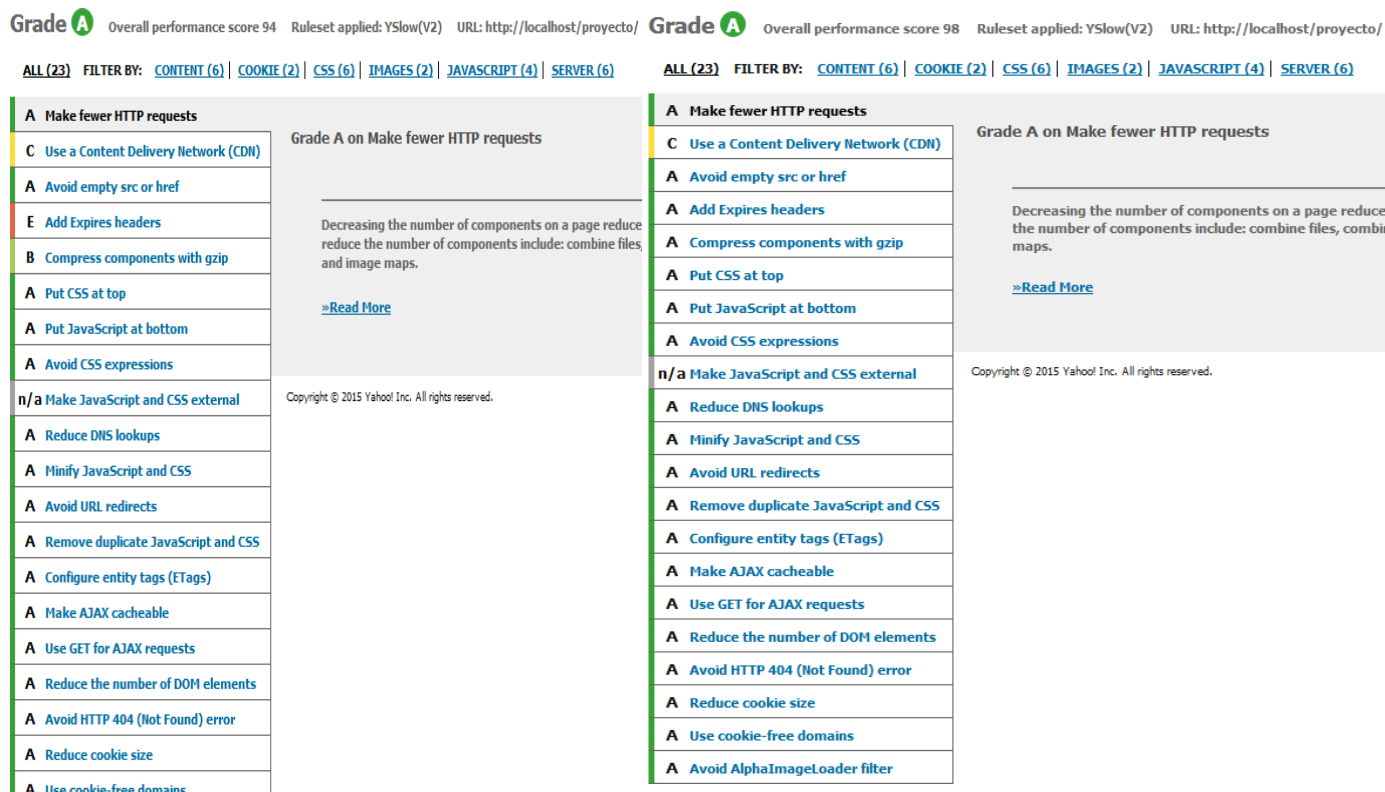 Grade A Overall performance score 94 Ruleset applied: YSlow(V2) URL: http://localhost/proyecto/
ALL (23) FILTER BY: CONTENT (6) | COOKIE (2) | CSS (6) | IMAGES (2) | JAVASCRIPT (4) | SERVER (6)
A Make fewer HTTP requests
C Use a Content Delivery Network (CDN)
A Avoid empty src or href
E Add Expires headers
B Compress components with gzip
A Put CSS at top
A Put JavaScript at bottom
A Avoid CSS expressions
n/a Make JavaScript and CSS external
A Reduce DNS lookups
A Minify JavaScript and CSS
A Avoid URL redirects
A Remove duplicate JavaScript and CSS
A Configure entity tags (ETags)
A Make AJAX cacheable
A Use GET for AJAX requests
A Reduce the number of DOM elements
A Avoid HTTP 404 (Not Found) error
A Reduce cookie size
A Use cookie-free domains
Grade A on Make fewer HTTP requests
Decreasing the number of components on a page reduce
reduce the number of components include: combine files,
and image maps.
»Read More
Copyright © 2015 Yahoo! Inc. All rights reserved.
Grade A Overall performance score 98 Ruleset applied: YSlow(V2) URL: http://localhost/proyecto/
ALL (23) FILTER BY: CONTENT (6) | COOKIE (2) | CSS (6) | IMAGES (2) | JAVASCRIPT (4) | SERVER (6)
A Make fewer HTTP requests
C Use a Content Delivery Network (CDN)
A Avoid empty src or href
A Add Expires headers
A Compress components with gzip
A Put CSS at top
A Put JavaScript at bottom
A Avoid CSS expressions
n/a Make JavaScript and CSS external
A Reduce DNS lookups
A Minify JavaScript and CSS
A Avoid URL redirects
A Remove duplicate JavaScript and CSS
A Configure entity tags (ETags)
A Make AJAX cacheable
A Use GET for AJAX requests
A Reduce the number of DOM elements
A Avoid HTTP 404 (Not Found) error
A Reduce cookie size
A Use cookie-free domains
A Avoid AlphaImageLoader filter
Grade A on Make fewer HTTP requests
Decreasing the number of components on a page reduce
the number of components include: combine files, combi
maps.
»Read More
Copyright © 2015 Yahoo! Inc. All rights reserved.